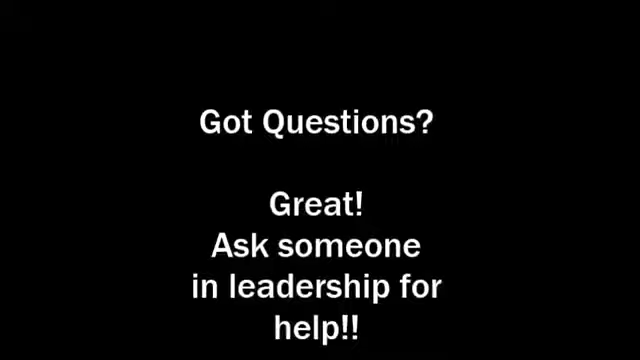 Got Questions?
Great!
Ask someone
in leadership for
help!!